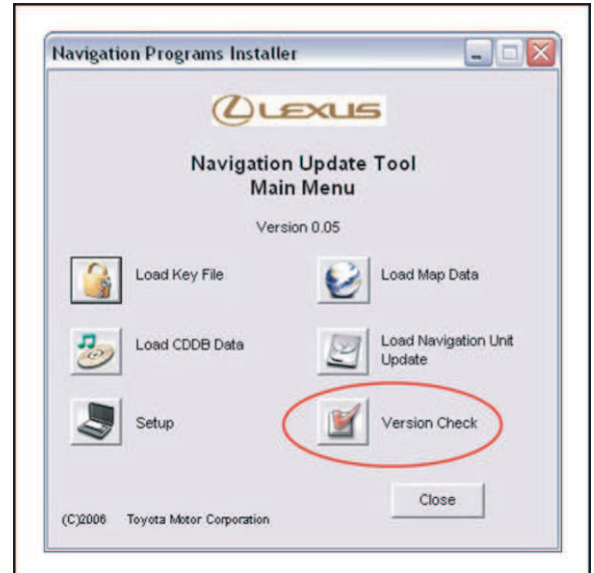 Navigation Programs Installer
LEXUS
Navigation Update Tool
Main Menu
Version 0.05
Load Key File
Load Map Data
Load CDDB Data
Load Navigation Unit
Update
Setup
Version Check
Close
(C)2006 Toyota Motor Corporation